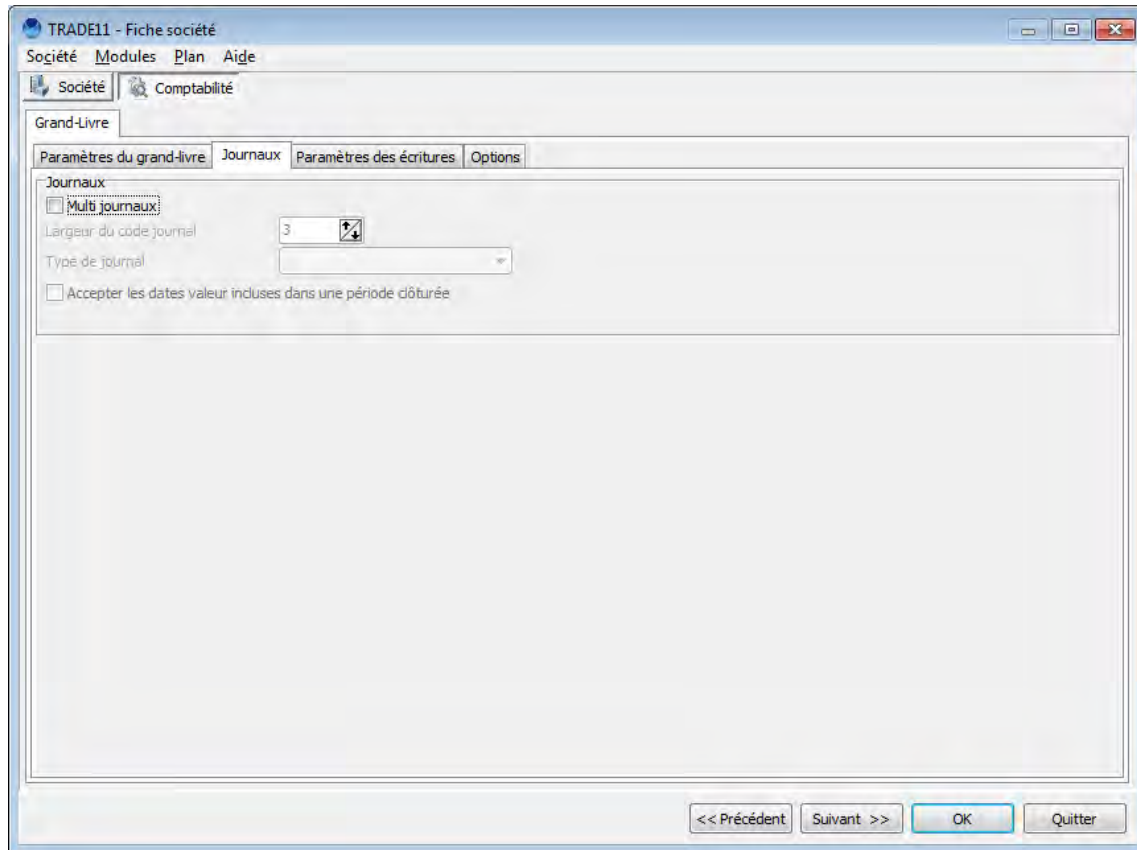 TRADE11 - Fiche société
Société Modules Plan Aide
Société Comptabilité
Grand-Livre
Paramètres du grand-livre Journaux Paramètres des écritures Options
Journaux
Multi journaux
Largeur du code journal 3
Type de journal
Accepter les dates valeur incluses dans une période clôturée
<< Précédent Suivant >> OK Quitter